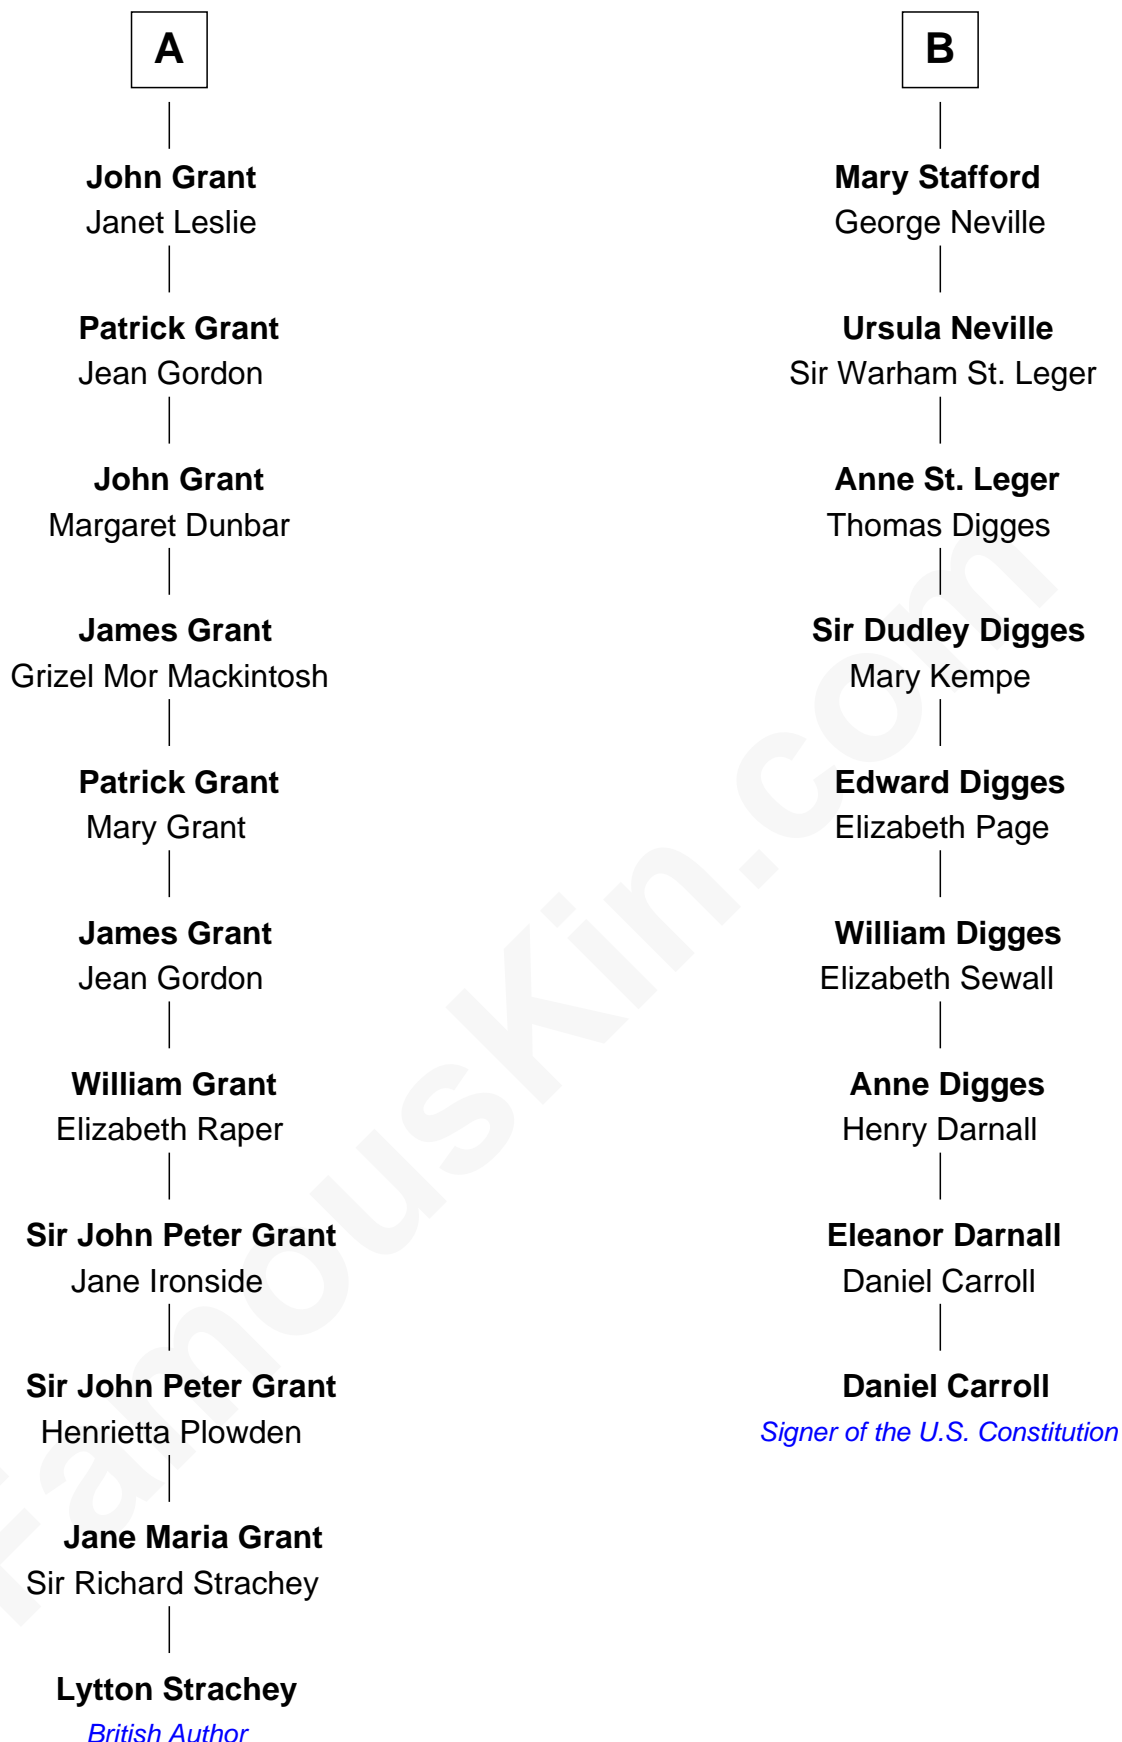 A
John Grant
Janet Leslie
Patrick Grant
Jean Gordon
John Grant
Margaret Dunbar
James Grant
Grizel Mor Mackintosh
Patrick Grant
Mary Grant
James Grant
Jean Gordon
William Grant
Elizabeth Raper
Sir John Peter Grant
Jane Ironside
Sir John Peter Grant
Henrietta Plowden
Jane Maria Grant
Sir Richard Strachey
Lytton Strachey
British Author
B
Mary Stafford
George Neville
Ursula Neville
Sir Warham St. Leger
Anne St. Leger
Thomas Digges
Sir Dudley Digges
Mary Kempe
Edward Digges
Elizabeth Page
William Digges
Elizabeth Sewall
Anne Digges
Henry Darnall
Eleanor Darnall
Daniel Carroll
Daniel Carroll
Signer of the U.S. Constitution
FamousKin.com